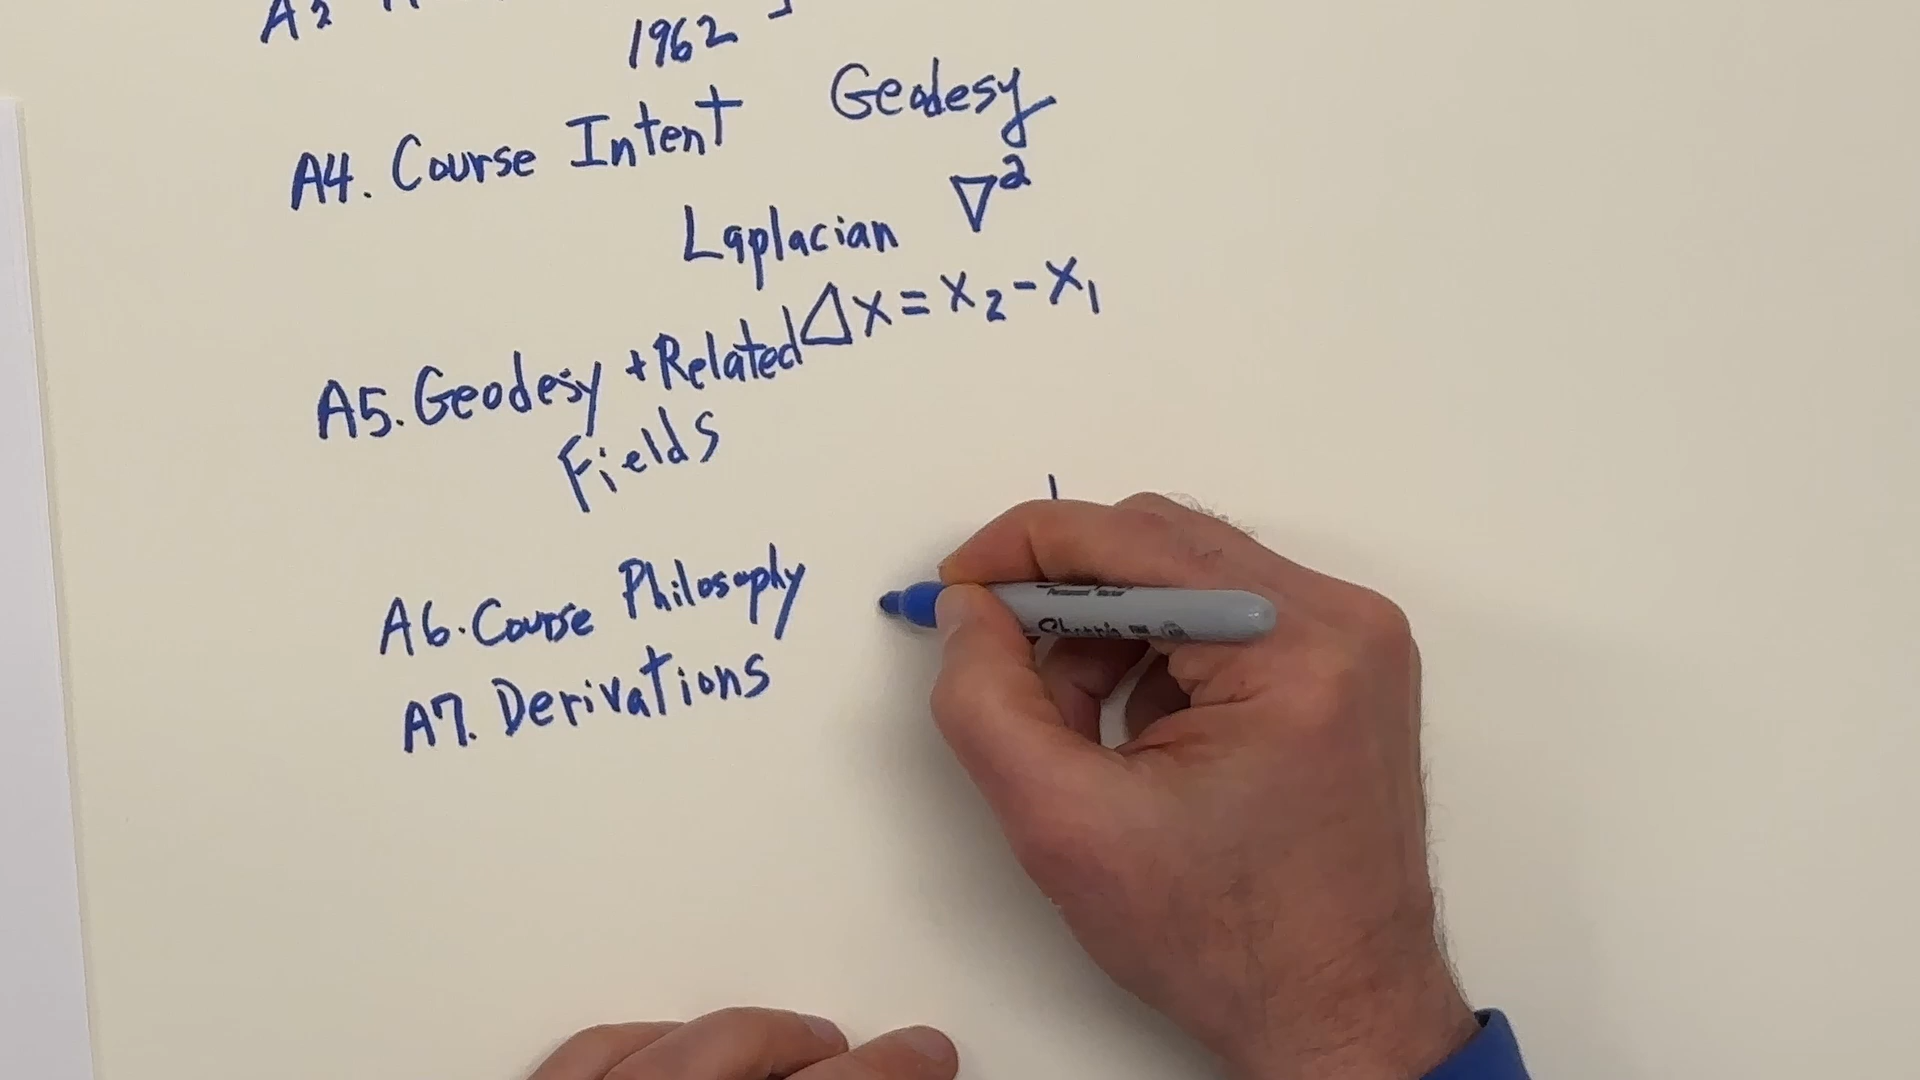 1962
Geodesy
A4. Course Intent
∇²
Laplacian
Δx = x₂ - x₁
A5. Geodesy + Related
Fields
A6. Course Philosophy
A7. Derivations
Sharpie